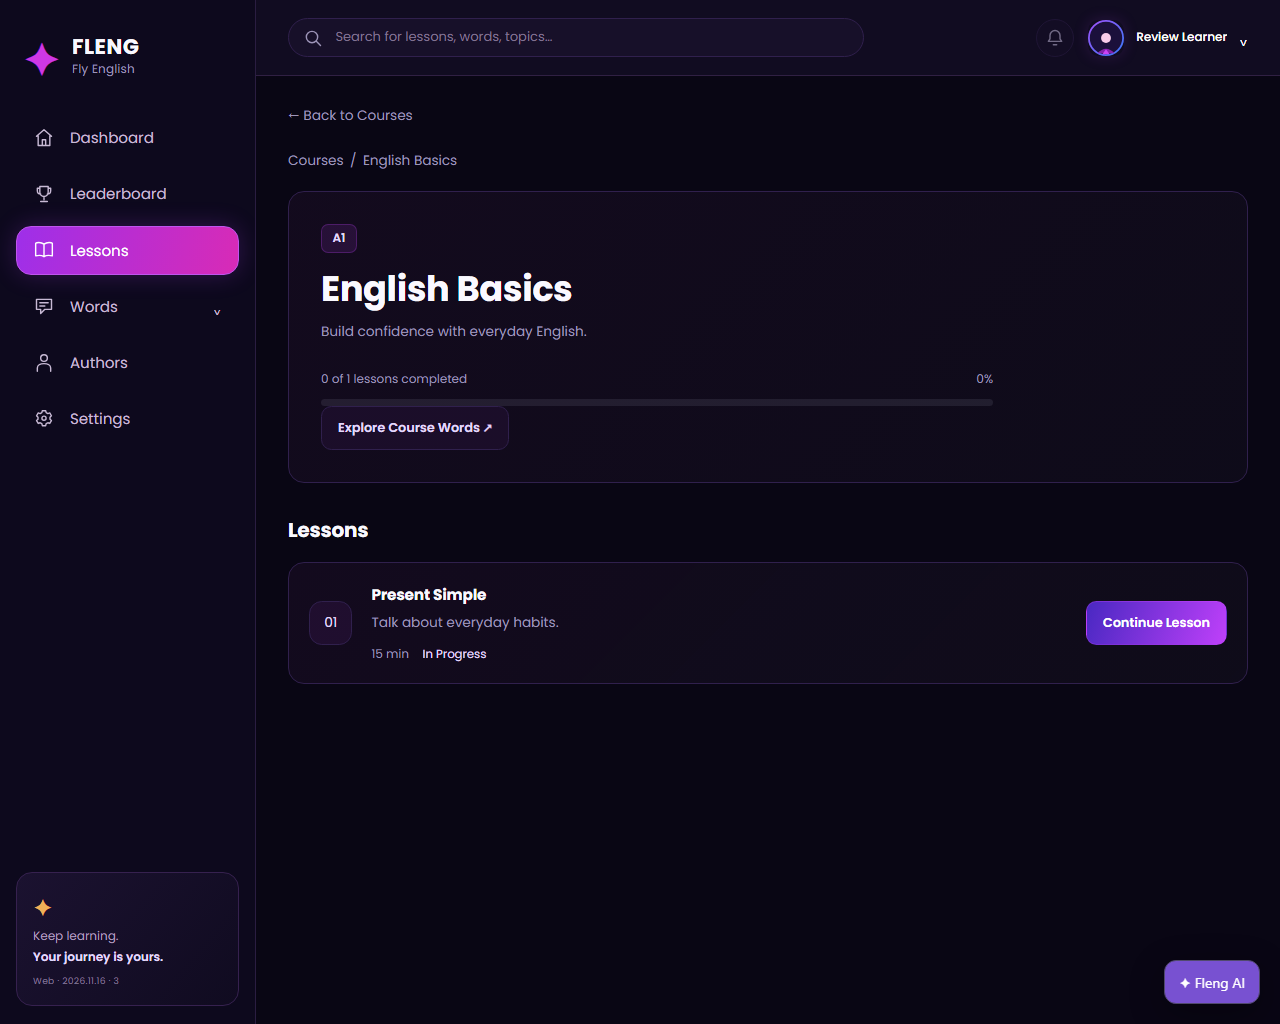 FLENG
Fly English
Search for lessons, words, topics...
Review Learner
Dashboard
Leaderboard
Lessons
Words
Authors
Settings
← Back to Courses
Courses / English Basics
A1
English Basics
Build confidence with everyday English.
0 of 1 lessons completed
0%
Explore Course Words ↗
Lessons
01
Present Simple
Talk about everyday habits.
15 min In Progress
Continue Lesson
Keep learning.
Your journey is yours.
Web · 2026.11.16 · 3
✦ Fleng AI